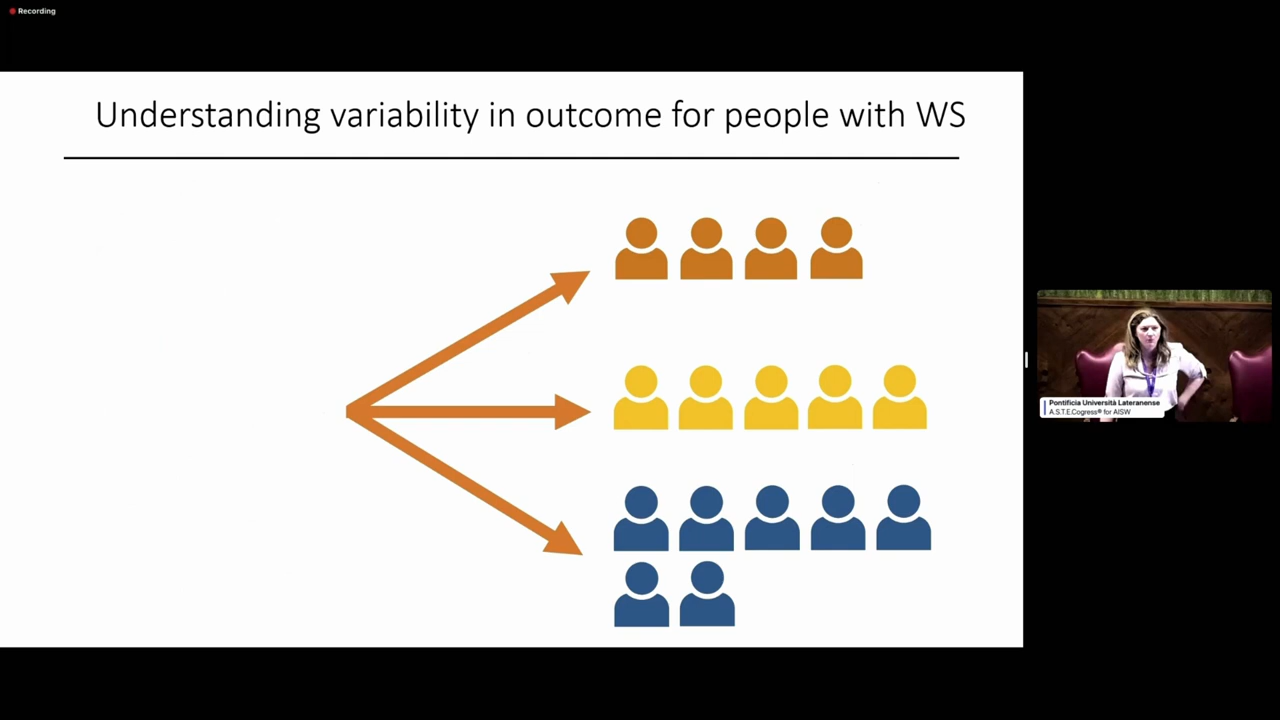 Recording
Understanding variability in outcome for people with WS
Pontificia Università Lateranense
A.S.T.E.Cogress® for AISW